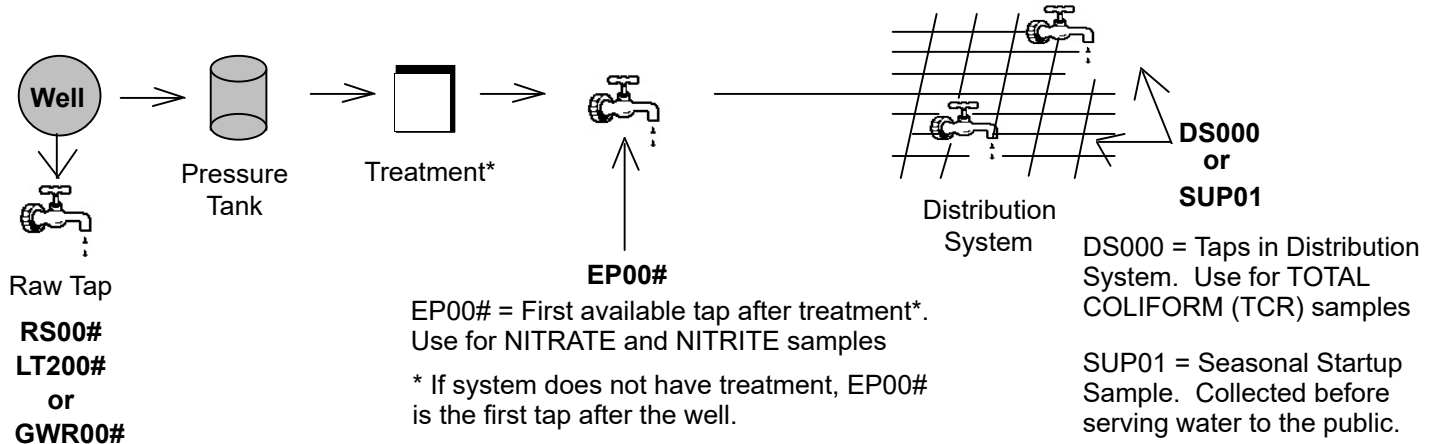 Well
Pressure
Tank
Treatment*
Raw Tap
RS00#
LT200#
or
GWR00#
EP00#
EP00# = First available tap after treatment*.
Use for NITRATE and NITRITE samples
* If system does not have treatment, EP00#
is the first tap after the well.
Distribution
System
DS000
or
SUP01
DS000 = Taps in Distribution
System.  Use for TOTAL
COLIFORM (TCR) samples
SUP01 = Seasonal Startup
Sample.  Collected before
serving water to the public.